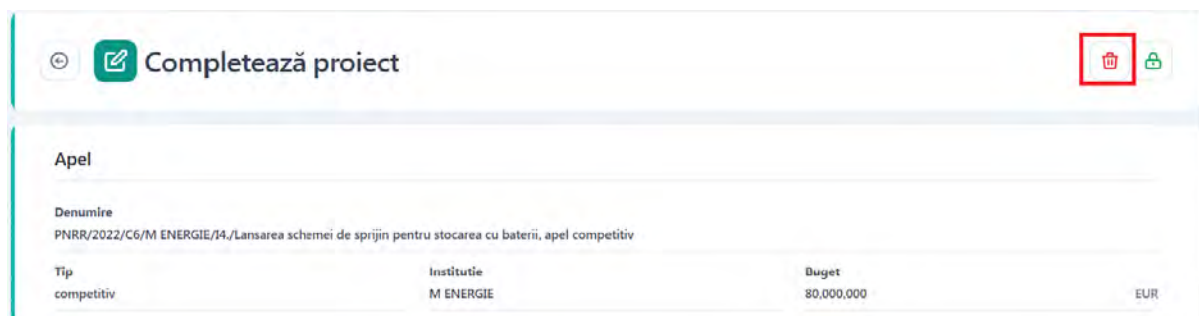 Completează proiect
Apel
Denumire
PNRR/2022/C6/M ENERGIE/I4./Lansarea schemei de sprijin pentru stocarea cu baterii, apel competitiv
Tip Institutie Buget
competitiv M ENERGIE 80,000,000 EUR